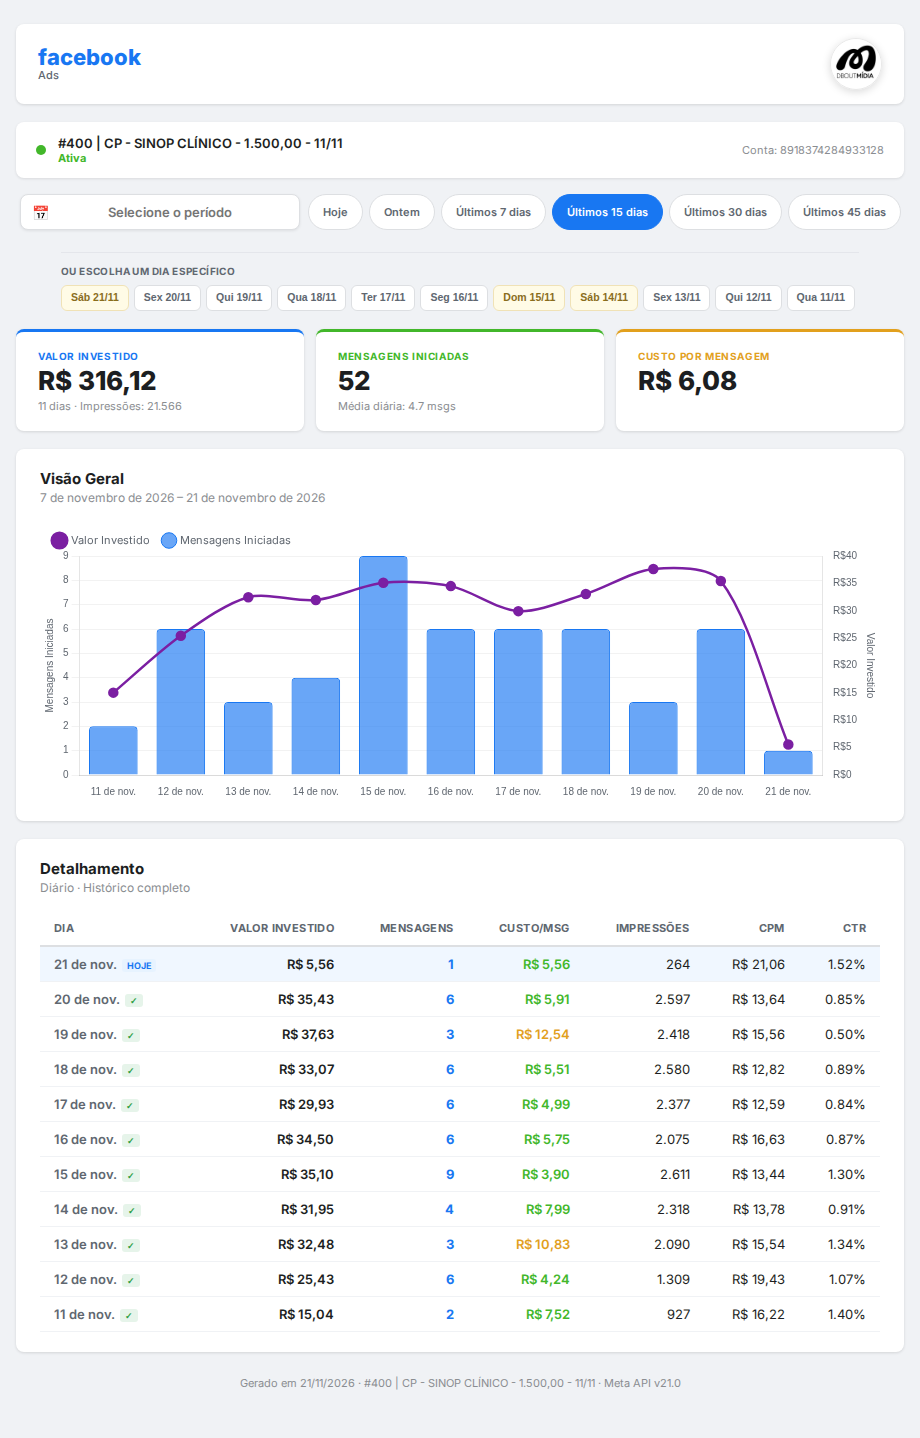 facebook
Ads
DBOUTMÍDIA
#400 | CP - SINOP CLÍNICO - 1.500,00 - 11/11
Ativa
Conta: 8918374284933128
Selecione o período
Hoje
Ontem
Últimos 7 dias
Últimos 15 dias
Últimos 30 dias
Últimos 45 dias
OU ESCOLHA UM DIA ESPECÍFICO
Sáb 21/11
Sex 20/11
Qui 19/11
Qua 18/11
Ter 17/11
Seg 16/11
Dom 15/11
Sáb 14/11
Sex 13/11
Qui 12/11
Qua 11/11
VALOR INVESTIDO
R$ 316,12
11 dias · Impressões: 21.566
MENSAGENS INICIADAS
52
Média diária: 4.7 msgs
CUSTO POR MENSAGEM
R$ 6,08
Visão Geral
7 de novembro de 2026 – 21 de novembro de 2026
Valor Investido
Mensagens Iniciadas
9
8
7
6
5
4
3
2
1
0
Mensagens Iniciadas
R$40
R$35
R$30
R$25
R$20
R$15
R$10
R$5
R$0
Valor Investido
11 de nov.
12 de nov.
13 de nov.
14 de nov.
15 de nov.
16 de nov.
17 de nov.
18 de nov.
19 de nov.
20 de nov.
21 de nov.
Detalhamento
Diário · Histórico completo
DIA VALOR INVESTIDO MENSAGENS CUSTO/MSG IMPRESSÕES CPM CTR
21 de nov. HOJE R$ 5,56 1 R$ 5,56 264 R$ 21,06 1.52%
20 de nov. ✓ R$ 35,43 6 R$ 5,91 2.597 R$ 13,64 0.85%
19 de nov. ✓ R$ 37,63 3 R$ 12,54 2.418 R$ 15,56 0.50%
18 de nov. ✓ R$ 33,07 6 R$ 5,51 2.580 R$ 12,82 0.89%
17 de nov. ✓ R$ 29,93 6 R$ 4,99 2.377 R$ 12,59 0.84%
16 de nov. ✓ R$ 34,50 6 R$ 5,75 2.075 R$ 16,63 0.87%
15 de nov. ✓ R$ 35,10 9 R$ 3,90 2.611 R$ 13,44 1.30%
14 de nov. ✓ R$ 31,95 4 R$ 7,99 2.318 R$ 13,78 0.91%
13 de nov. ✓ R$ 32,48 3 R$ 10,83 2.090 R$ 15,54 1.34%
12 de nov. ✓ R$ 25,43 6 R$ 4,24 1.309 R$ 19,43 1.07%
11 de nov. ✓ R$ 15,04 2 R$ 7,52 927 R$ 16,22 1.40%
Gerado em 21/11/2026 · #400 | CP - SINOP CLÍNICO - 1.500,00 - 11/11 · Meta API v21.0